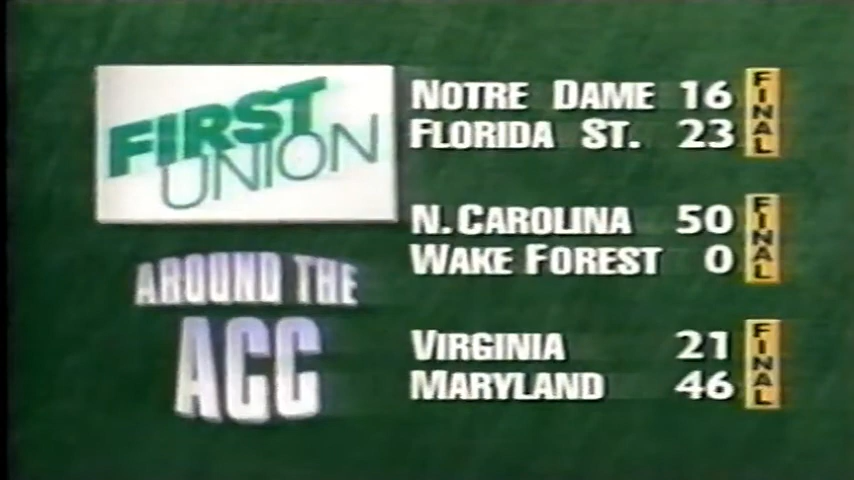 FIRST
UNION
AROUND THE
ACC
NOTRE DAME 16 FINAL
FLORIDA ST. 23
N. CAROLINA 50 FINAL
WAKE FOREST 0
VIRGINIA 21 FINAL
MARYLAND 46